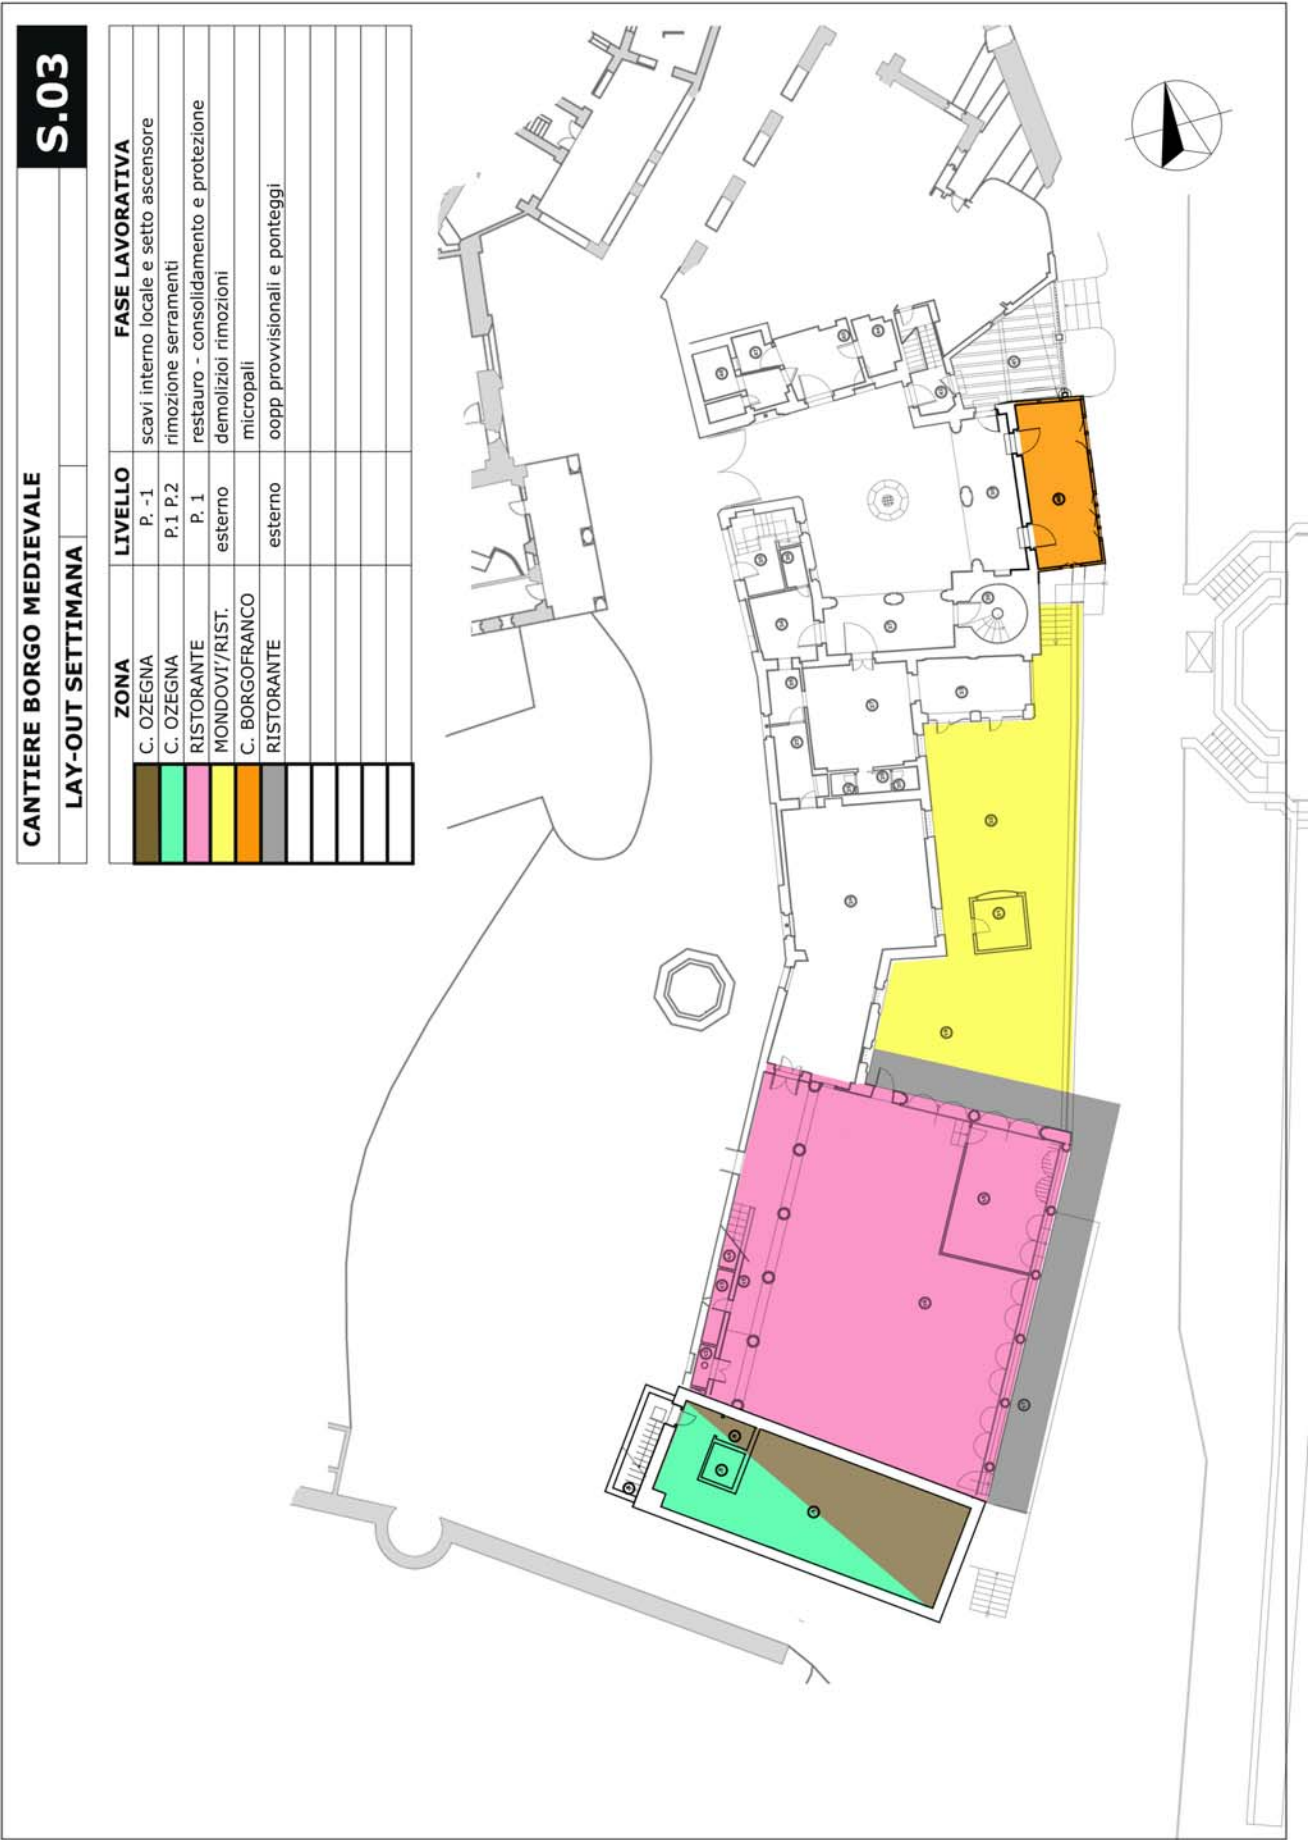 CANTIERE BORGO MEDIEVALE
S.03
LAY-OUT SETTIMANA
ZONA LIVELLO FASE LAVORATIVA
C. OZEGNA P. -1 scavi interno locale e setto ascensore
C. OZEGNA P.1 P.2 rimozione serramenti
RISTORANTE P. 1 restauro - consolidamento e protezione
MONDOVI'/RIST. esterno demolizioi rimozioni
C. BORGOFRANCO micropali
RISTORANTE esterno oopp provvisionali e ponteggi